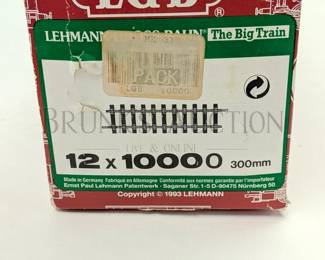 LGB
®
LEHMANN The Big Train
PACK
LGB 10000
BRUNK AUCTION
LIVE & ONLINE
12 x 10000 300mm
Made in Germany Fabriqué en Allemagne Conformité aux normes garantie par l'importateur
Ernst Paul Lehmann Patentwerk · Saganer Str. 1-5 D-90475 Nürnberg 50
Copyright © 1993 LEHMANN